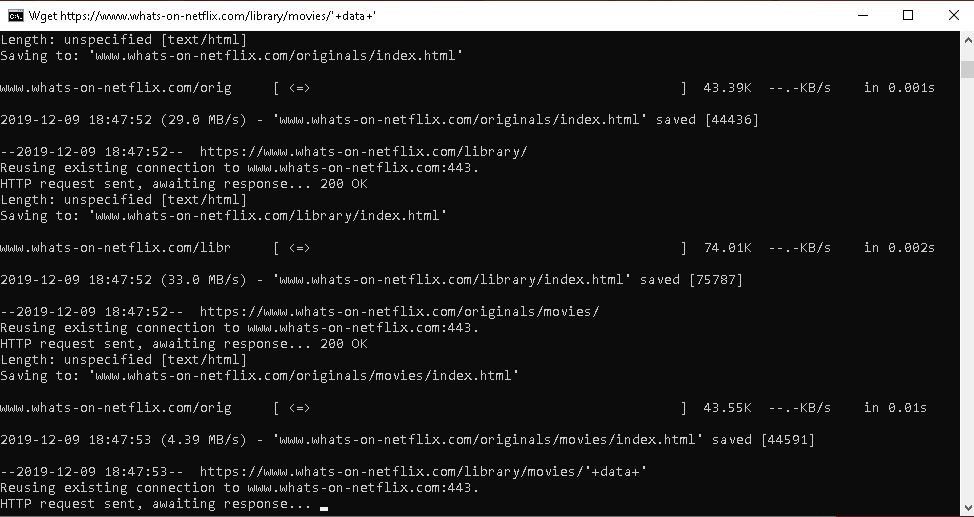 Wget https://www.whats-on-netflix.com/library/movies/'+data+'
Length: unspecified [text/html]
Saving to: 'www.whats-on-netflix.com/originals/index.html'
www.whats-on-netflix.com/orig [ <=> ] 43.39K --.-KB/s in 0.001s
2019-12-09 18:47:52 (29.0 MB/s) - 'www.whats-on-netflix.com/originals/index.html' saved [44436]
--2019-12-09 18:47:52-- https://www.whats-on-netflix.com/library/
Reusing existing connection to www.whats-on-netflix.com:443.
HTTP request sent, awaiting response... 200 OK
Length: unspecified [text/html]
Saving to: 'www.whats-on-netflix.com/library/index.html'
www.whats-on-netflix.com/libr [ <=> ] 74.01K --.-KB/s in 0.002s
2019-12-09 18:47:52 (33.0 MB/s) - 'www.whats-on-netflix.com/library/index.html' saved [75787]
--2019-12-09 18:47:52-- https://www.whats-on-netflix.com/originals/movies/
Reusing existing connection to www.whats-on-netflix.com:443.
HTTP request sent, awaiting response... 200 OK
Length: unspecified [text/html]
Saving to: 'www.whats-on-netflix.com/originals/movies/index.html'
www.whats-on-netflix.com/orig [ <=> ] 43.55K --.-KB/s in 0.01s
2019-12-09 18:47:53 (4.39 MB/s) - 'www.whats-on-netflix.com/originals/movies/index.html' saved [44591]
--2019-12-09 18:47:53-- https://www.whats-on-netflix.com/library/movies/'+data+'
Reusing existing connection to www.whats-on-netflix.com:443.
HTTP request sent, awaiting response...